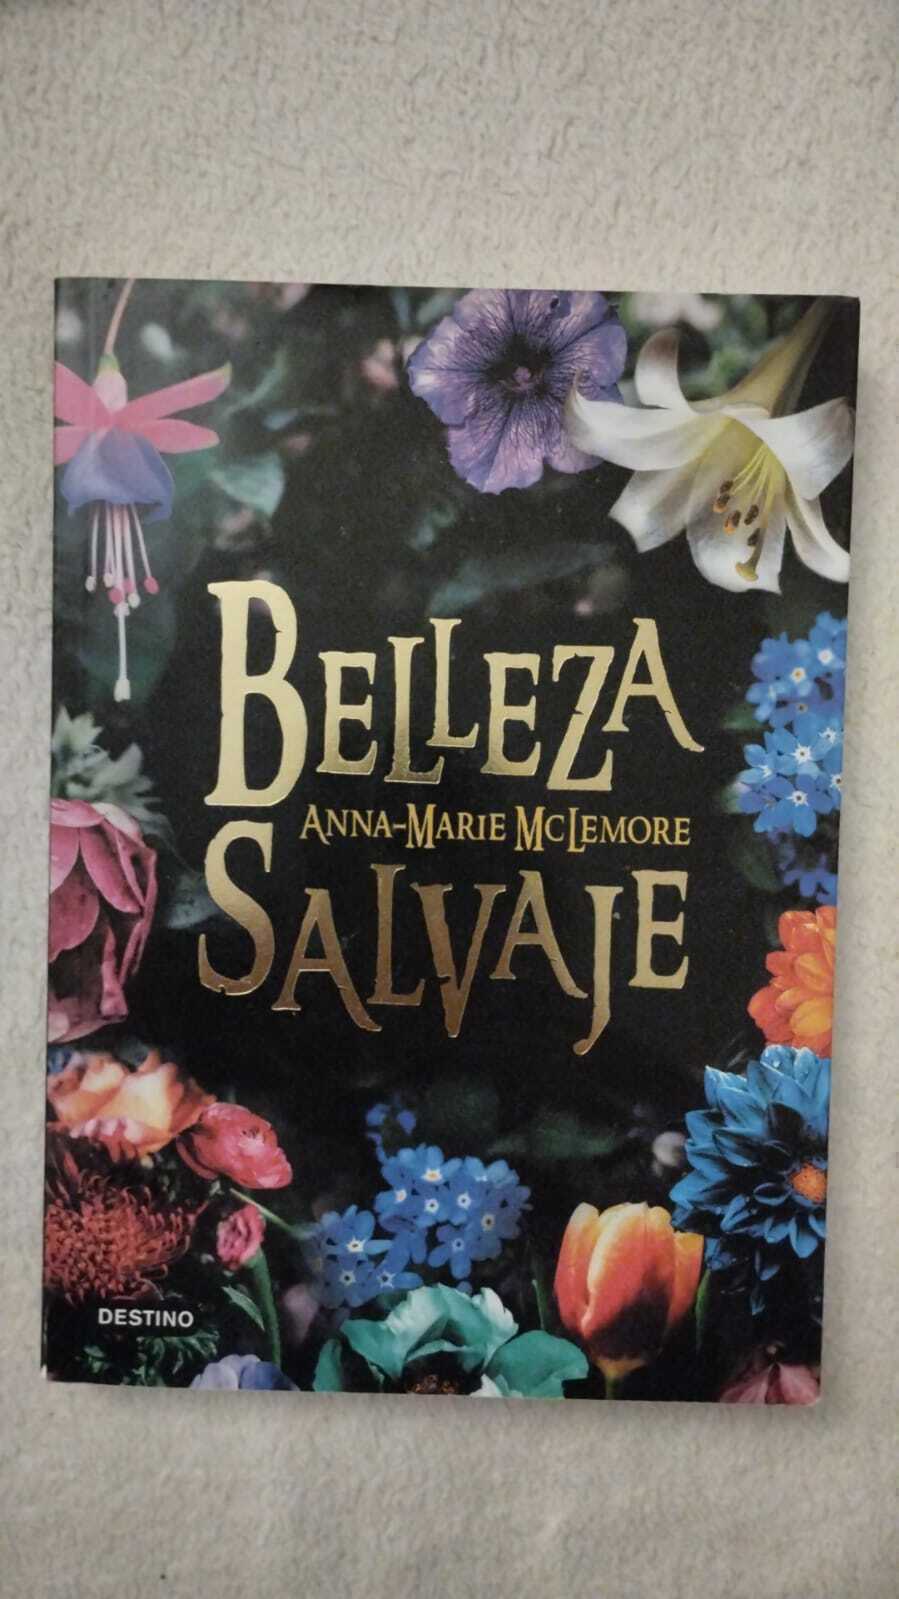 BELLEZA
ANNA-MARIE MCLEMORE
SALVAJE
DESTINO